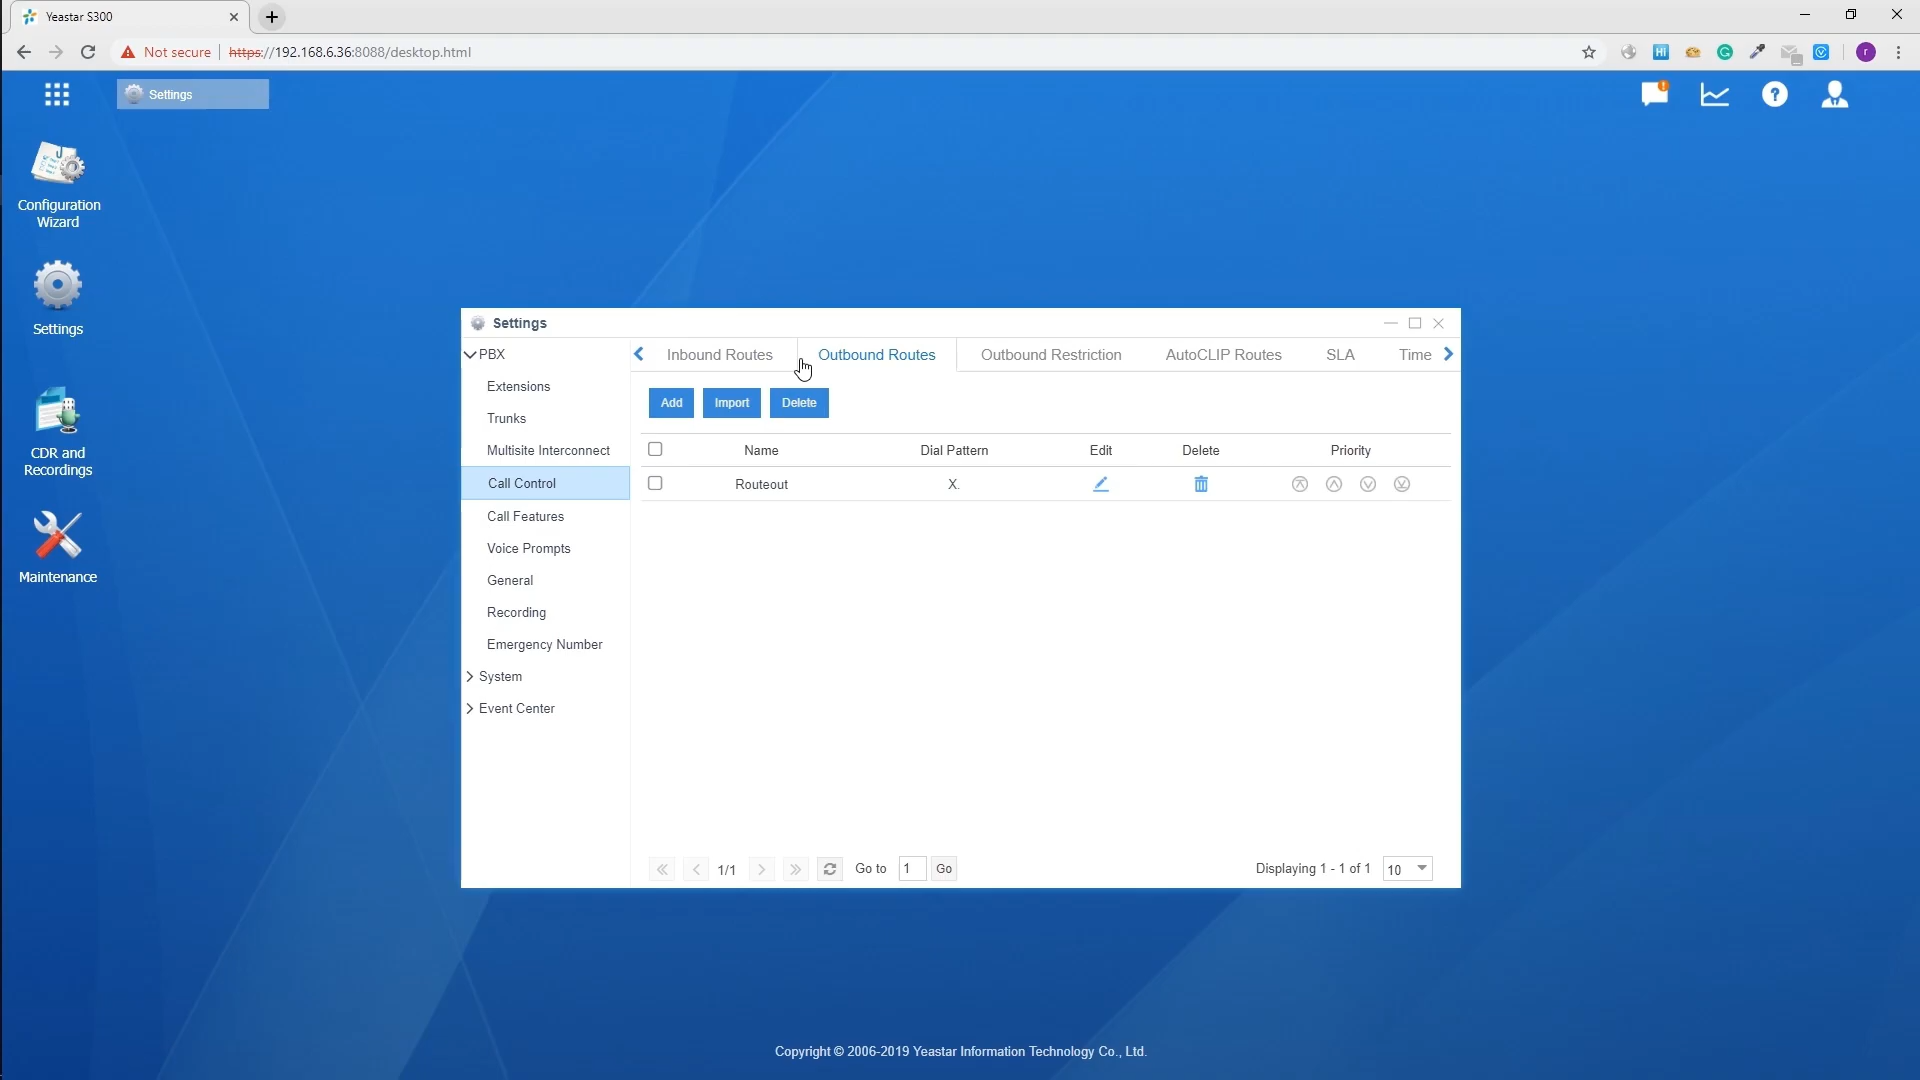 Yeastar S300
Not secure https://192.168.6.36:8088/desktop.html
Hi
r
Settings
!
?
Configuration
Wizard
Settings
CDR and
Recordings
Maintenance
Settings
PBX
Extensions
Trunks
Multisite Interconnect
Call Control
Call Features
Voice Prompts
General
Recording
Emergency Number
System
Event Center
Inbound Routes Outbound Routes Outbound Restriction AutoCLIP Routes SLA Time
Add Import Delete
Name Dial Pattern Edit Delete Priority
Routeout X.
1/1 Go to 1 Go Displaying 1 - 1 of 1 10
Copyright © 2006-2019 Yeastar Information Technology Co., Ltd.